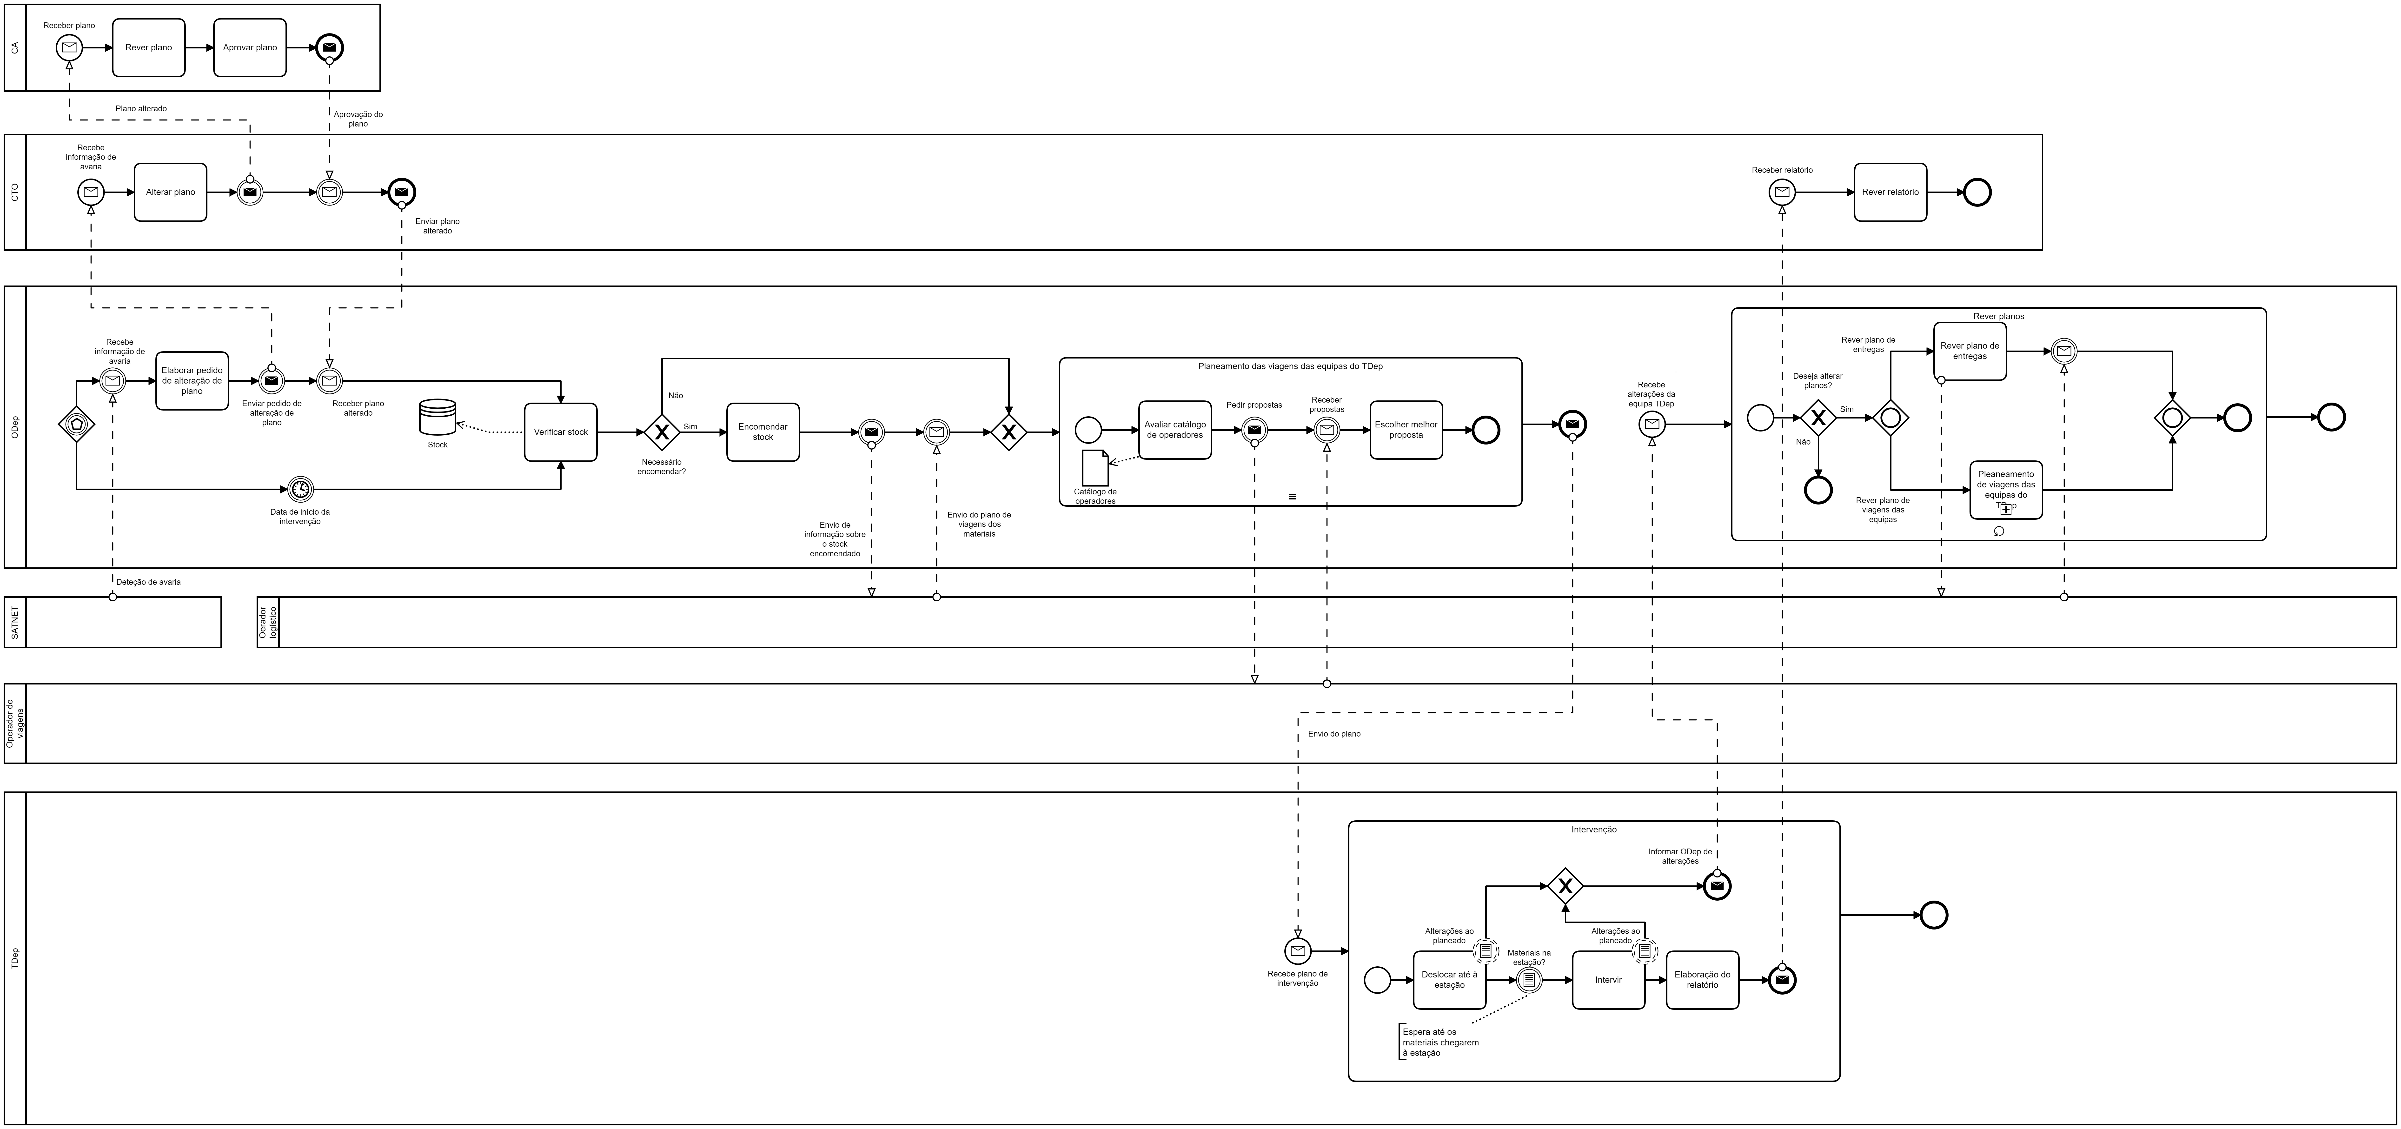 CA
Receber plano
Rever plano
Aprovar plano
Plano alterado
Aprovação do
plano
CTO
Recebe
informação de
avaria
Alterar plano
Enviar plano
alterado
Receber relatório
Rever relatório
ODep
Recebe
informação de
avaria
Elaborar pedido
de alteração de
plano
Enviar pedido de
alteração de
plano
Receber plano
alterado
Data de início da
intervenção
Stock
Verificar stock
Não
Sim
Necessário
encomendar?
Encomendar
stock
Envio de
informação sobre
o stock
encomendado
Envio do plano de
viagens dos
materiais
Planeamento das viagens das equipas do TDep
Avaliar catálogo
de operadores
Catálogo de
operadores
Pedir propostas
Receber
propostas
Escolher melhor
proposta
Recebe
alterações da
equipa TDep
Rever planos
Deseja alterar
planos?
Sim
Não
Rever plano de
entregas
Rever plano de
entregas
Rever plano de
viagens das
equipas
Pleaneamento
de viagens das
equipas do
TDep
Deteção de avaria
SATNET
Oerador
logístico
Operador de
viagens
Envio do plano
TDep
Recebe plano de
intervenção
Intervenção
Informar ODep de
alterações
Alterações ao
planeado
Deslocar até à
estação
Materiais na
estação?
Alterações ao
planeado
Intervir
Elaboração do
relatório
Espera até os
materiais chegarem
à estação